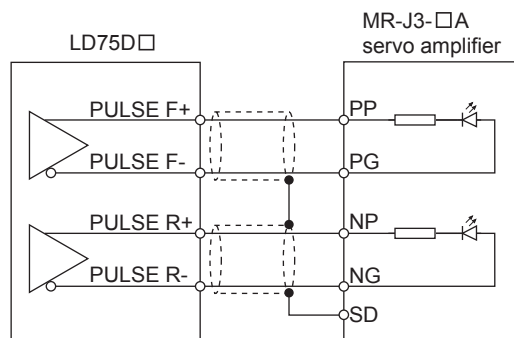 LD75D□
MR-J3-□A
servo amplifier
PULSE F+
PP
PULSE F-
PG
PULSE R+
NP
PULSE R-
NG
SD